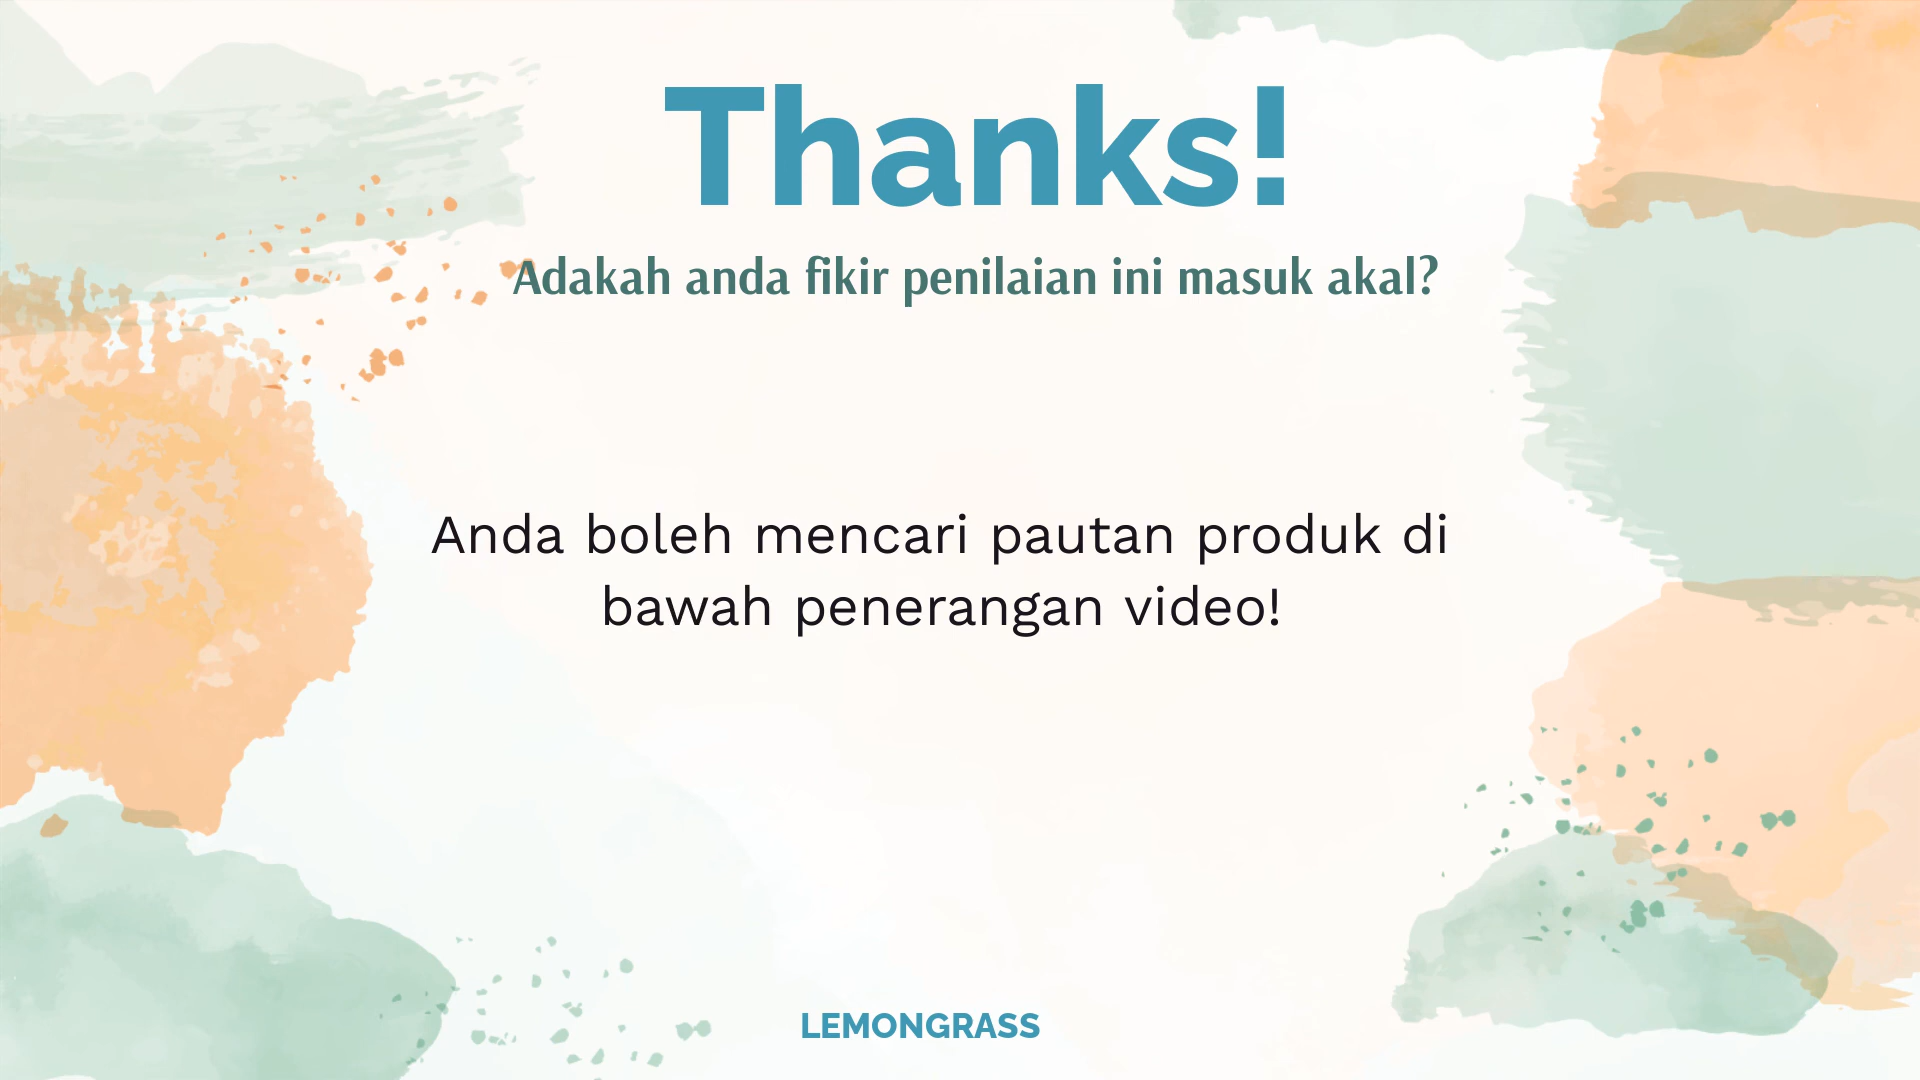 Thanks!
Adakah anda fikir penilaian ini masuk akal?
Anda boleh mencari pautan produk di
bawah penerangan video!
LEMONGRASS